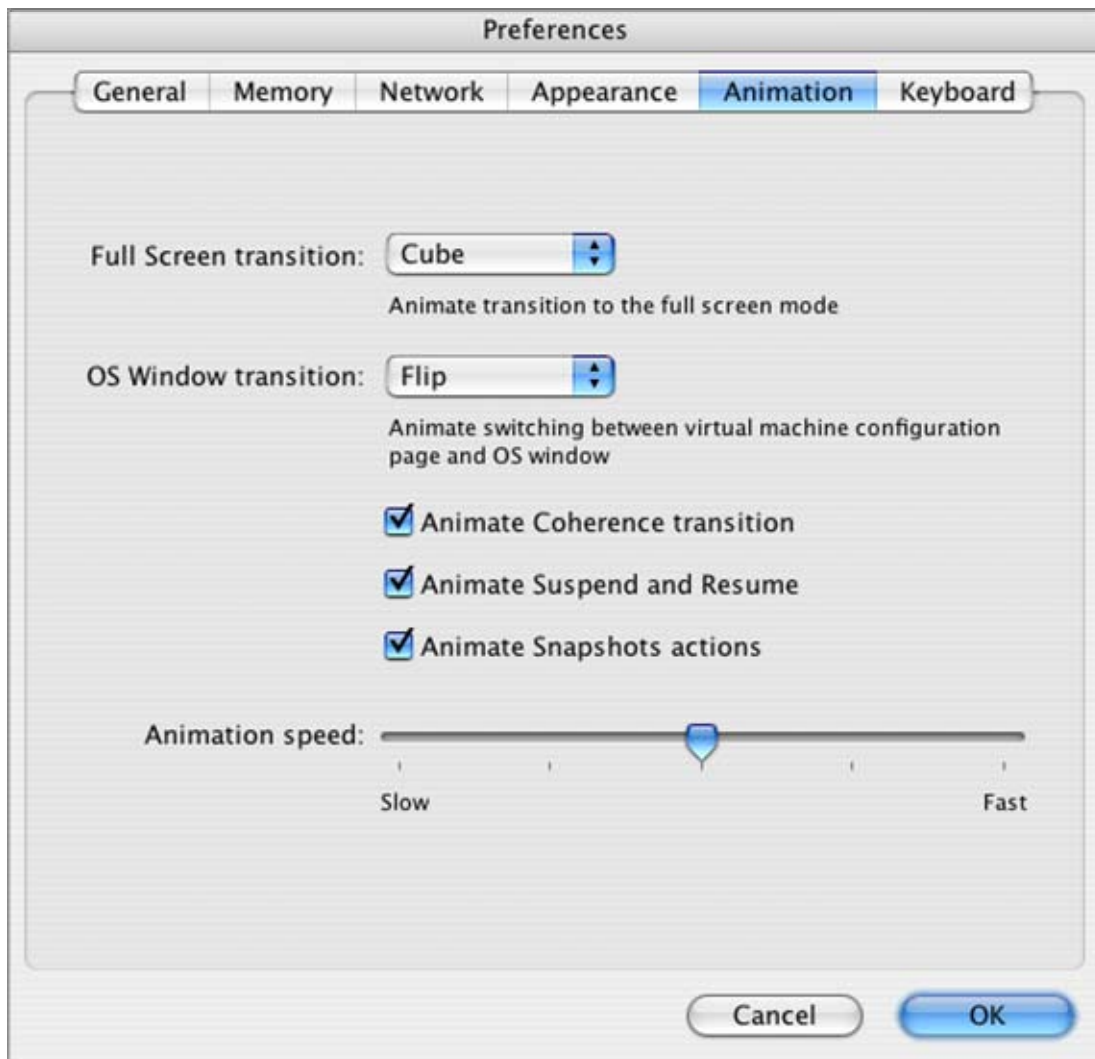 Preferences
General Memory Network Appearance Animation Keyboard
Full Screen transition: Cube
Animate transition to the full screen mode
OS Window transition: Flip
Animate switching between virtual machine configuration
page and OS window
Animate Coherence transition
Animate Suspend and Resume
Animate Snapshots actions
Animation speed:
Slow Fast
Cancel OK